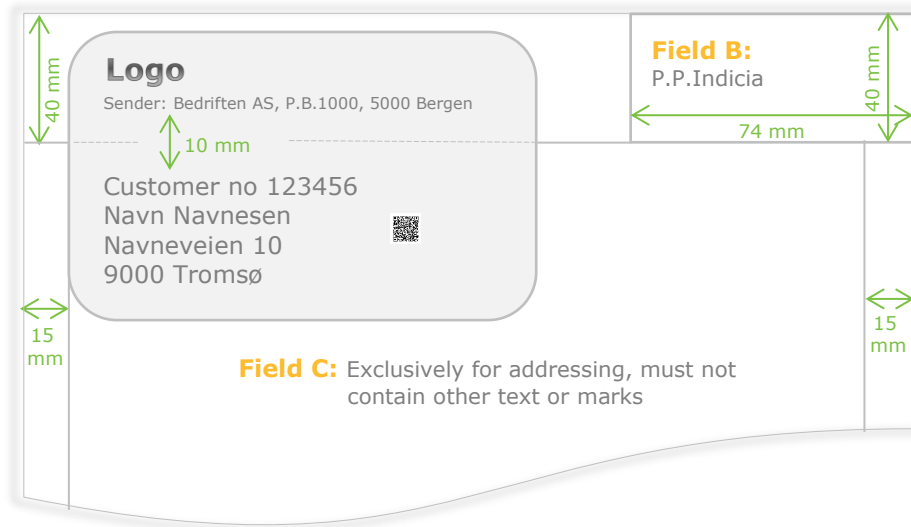 40 mm
Logo
Sender: Bedriften AS, P.B.1000, 5000 Bergen
10 mm
Customer no 123456
Navn Navnesen
Navneveien 10
9000 Tromsø
Field B:
P.P.Indicia
40 mm
74 mm
15
mm
15
mm
Field C: Exclusively for addressing, must not
contain other text or marks